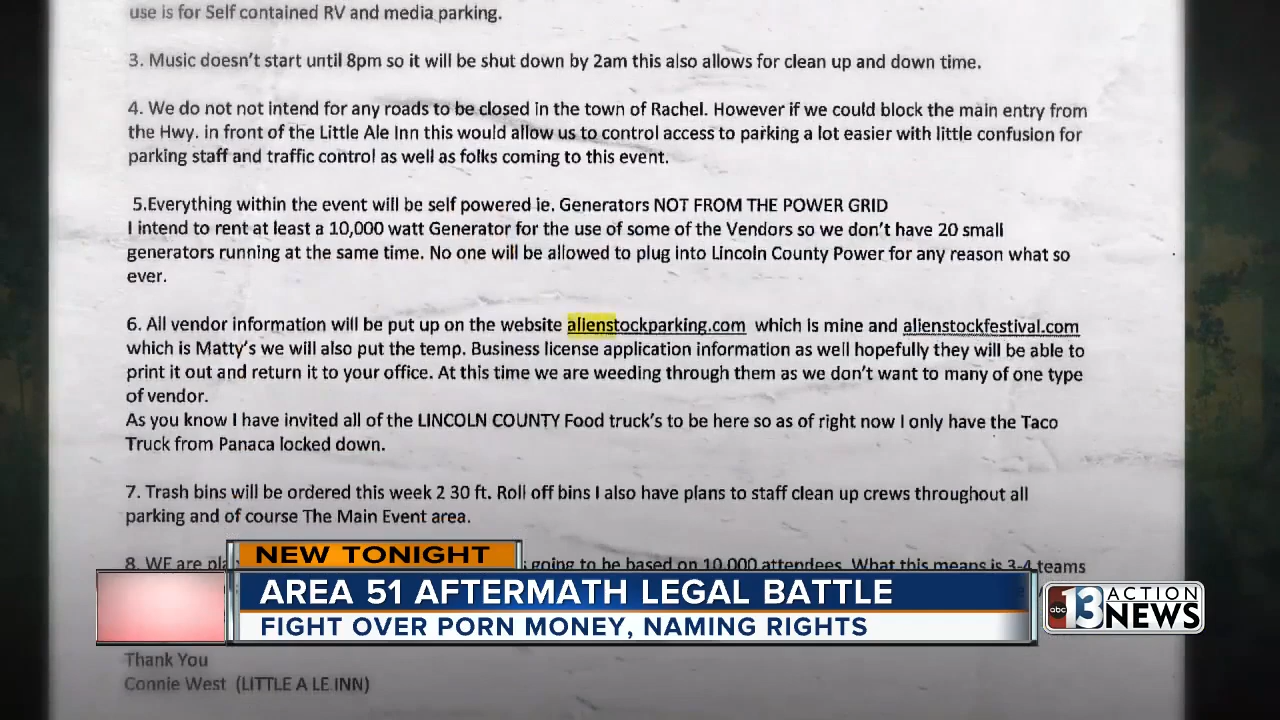 use is for Self contained RV and media parking.
3. Music doesn't start until 8pm so it will be shut down by 2am this also allows for clean up and down time.
4. We do not not intend for any roads to be closed in the town of Rachel. However if we could block the main entry from
the Hwy. in front of the Little Ale Inn this would allow us to control access to parking a lot easier with little confusion for
parking staff and traffic control as well as folks coming to this event.
5.Everything within the event will be self powered ie. Generators NOT FROM THE POWER GRID
I intend to rent at least a 10,000 watt Generator for the use of some of the Vendors so we don't have 20 small
generators running at the same time. No one will be allowed to plug into Lincoln County Power for any reason what so
ever.
6. All vendor information will be put up on the website alienstockparking.com which is mine and alienstockfestival.com
which is Matty's we will also put the temp. Business license application information as well hopefully they will be able to
print it out and return it to your office. At this time we are weeding through them as we don't want to many of one type
of vendor.
As you know I have invited all of the LINCOLN COUNTY Food truck's to be here so as of right now I only have the Taco
Truck from Panaca locked down.
7. Trash bins will be ordered this week 2 30 ft. Roll off bins I also have plans to staff clean up crews throughout all
parking and of course The Main Event area.
8. WE are going to be based on 10,000 attendees. What this means is 3-4 teams
NEW TONIGHT
AREA 51 AFTERMATH LEGAL BATTLE
FIGHT OVER PORN MONEY, NAMING RIGHTS
abc 13 ACTION NEWS
Thank You
Connie West (LITTLE A LE INN)